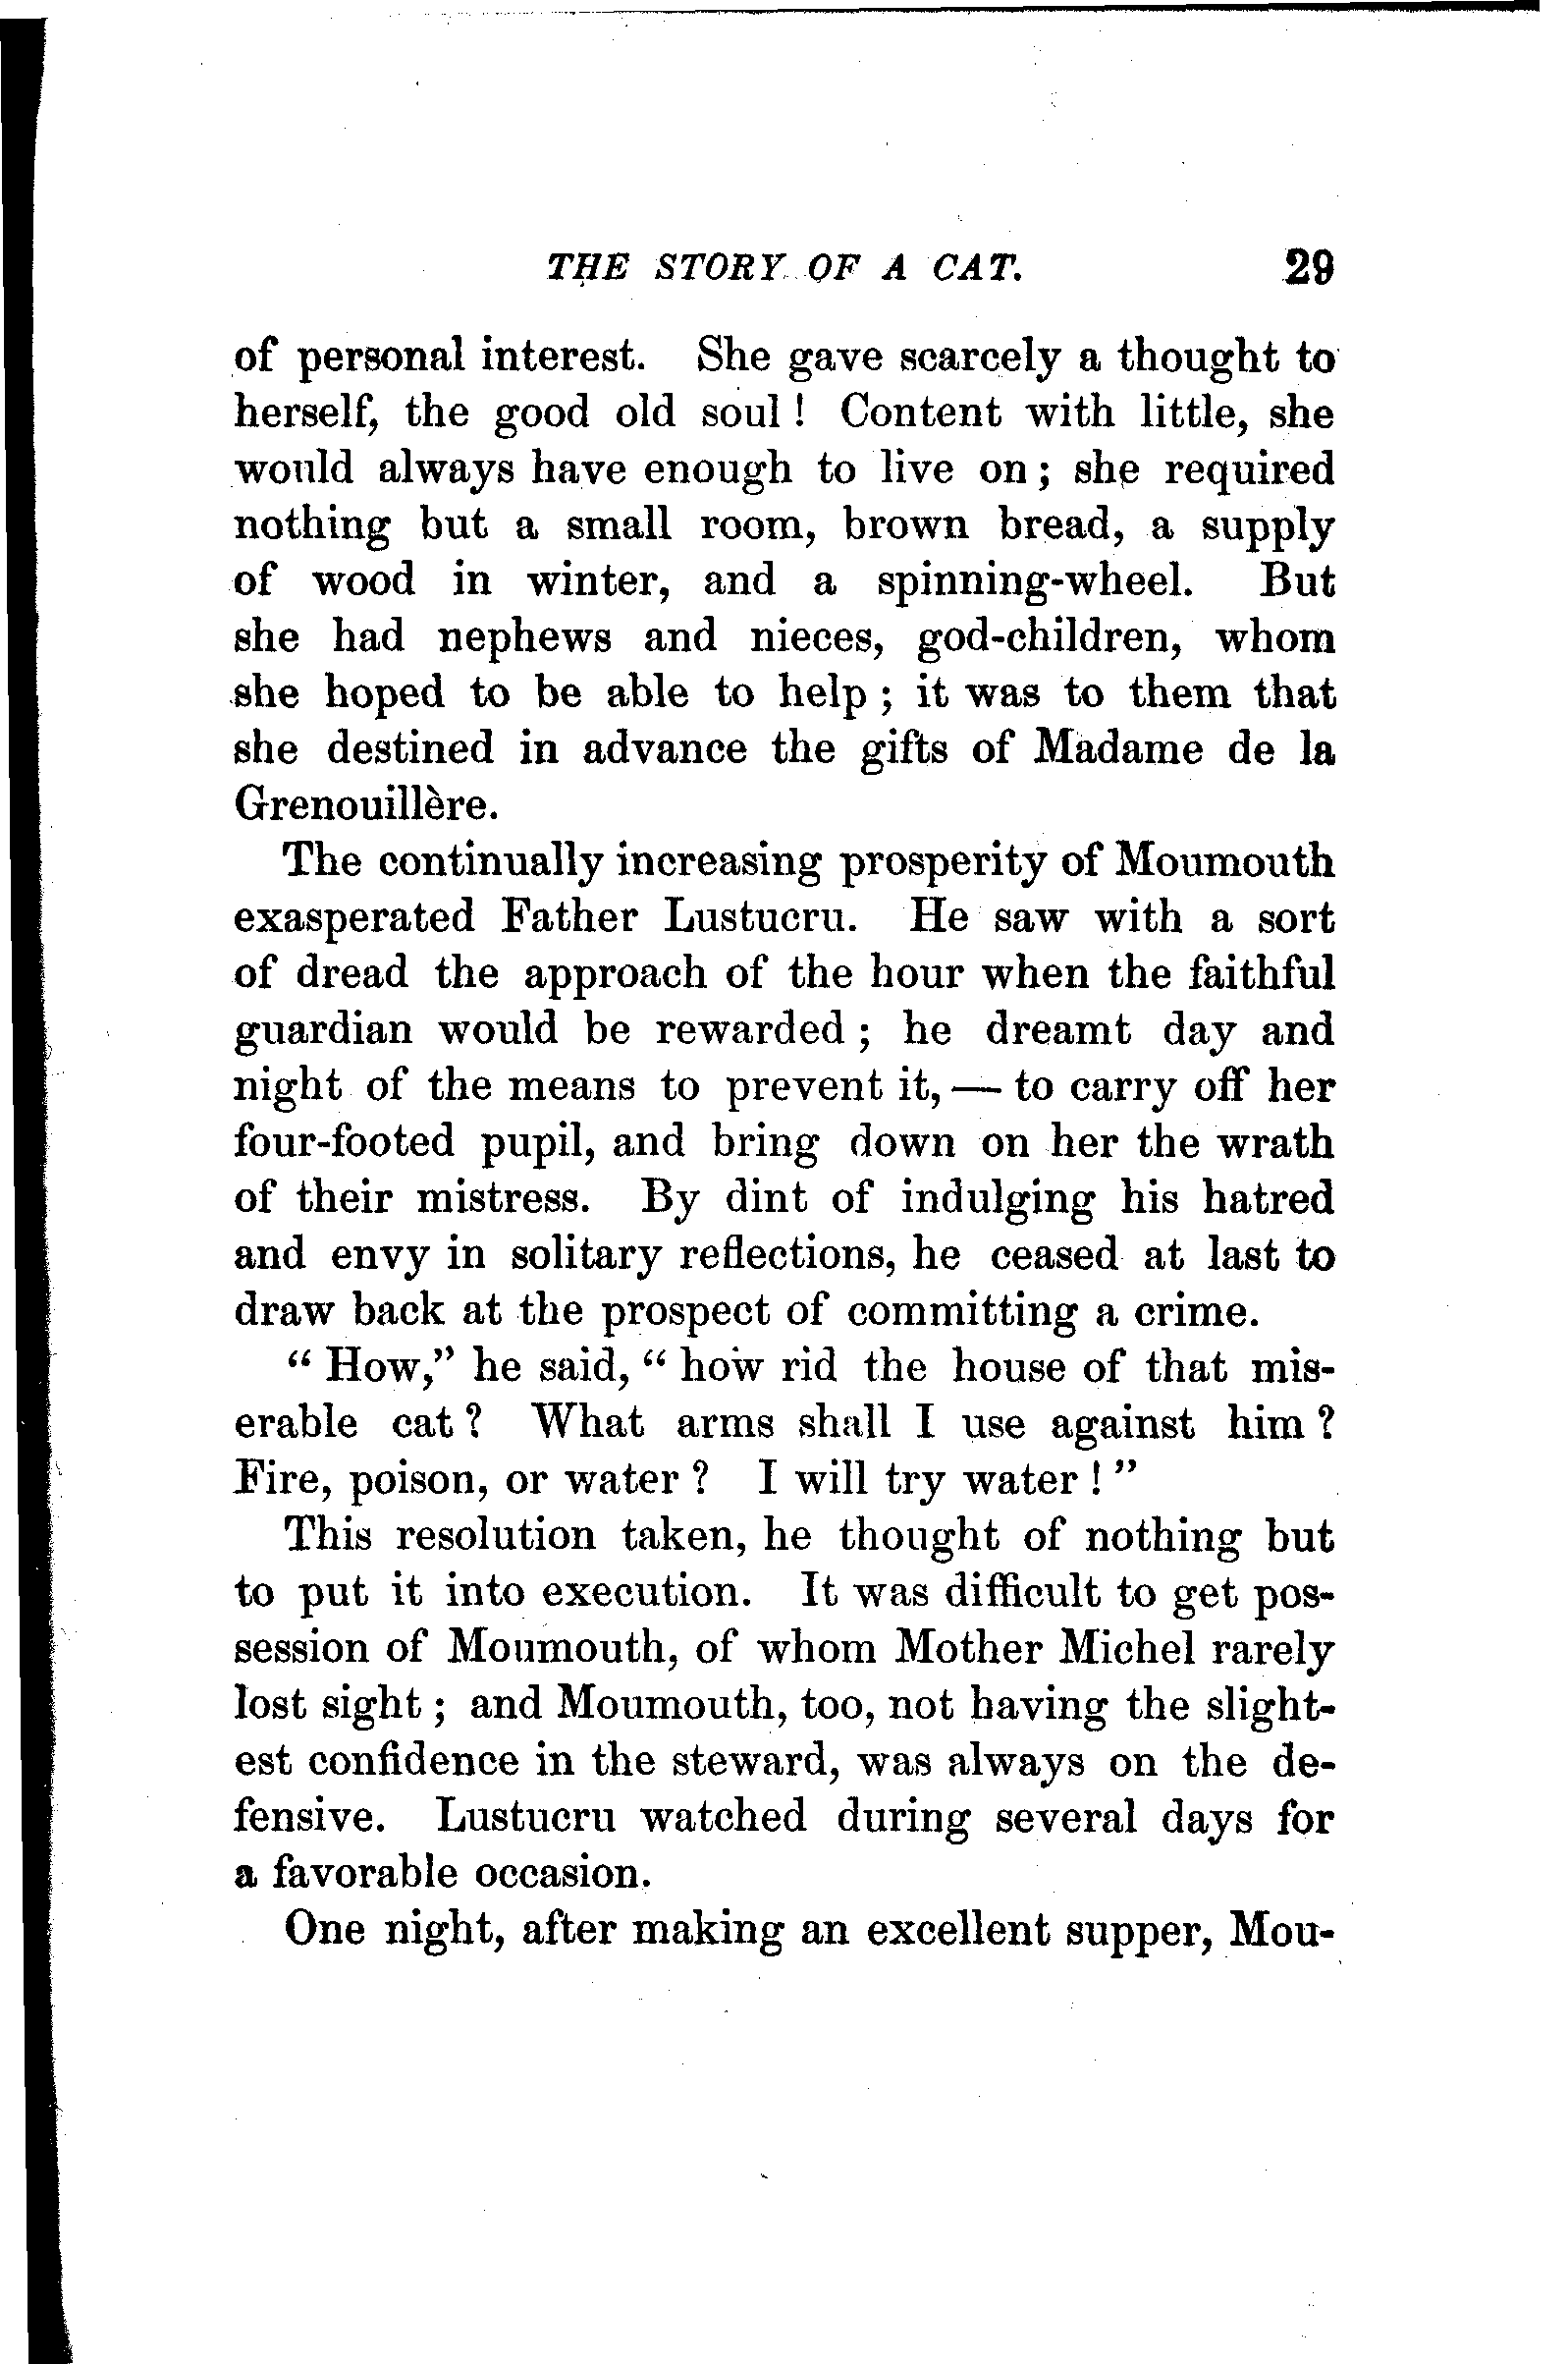 THE STORY OF A CAT. 29
of personal interest. She gave scarcely a thought to
herself, the good old soul! Content with little, she
would always have enough to live on; she required
nothing but a small room, brown bread, a supply
of wood in winter, and a spinning-wheel. But
she had nephews and nieces, god-children, whom
she hoped to be able to help; it was to them that
she destined in advance the gifts of Madame de la
Grenouillère.
The continually increasing prosperity of Moumouth
exasperated Father Lustucru. He saw with a sort
of dread the approach of the hour when the faithful
guardian would be rewarded; he dreamt day and
night of the means to prevent it, — to carry off her
four-footed pupil, and bring down on her the wrath
of their mistress. By dint of indulging his hatred
and envy in solitary reflections, he ceased at last to
draw back at the prospect of committing a crime.
"How," he said, "how rid the house of that mis-
erable cat? What arms shall I use against him?
Fire, poison, or water? I will try water!"
This resolution taken, he thought of nothing but
to put it into execution. It was difficult to get pos-
session of Moumouth, of whom Mother Michel rarely
lost sight; and Moumouth, too, not having the slight-
est confidence in the steward, was always on the de-
fensive. Lustucru watched during several days for
a favorable occasion.
One night, after making an excellent supper, Mou-